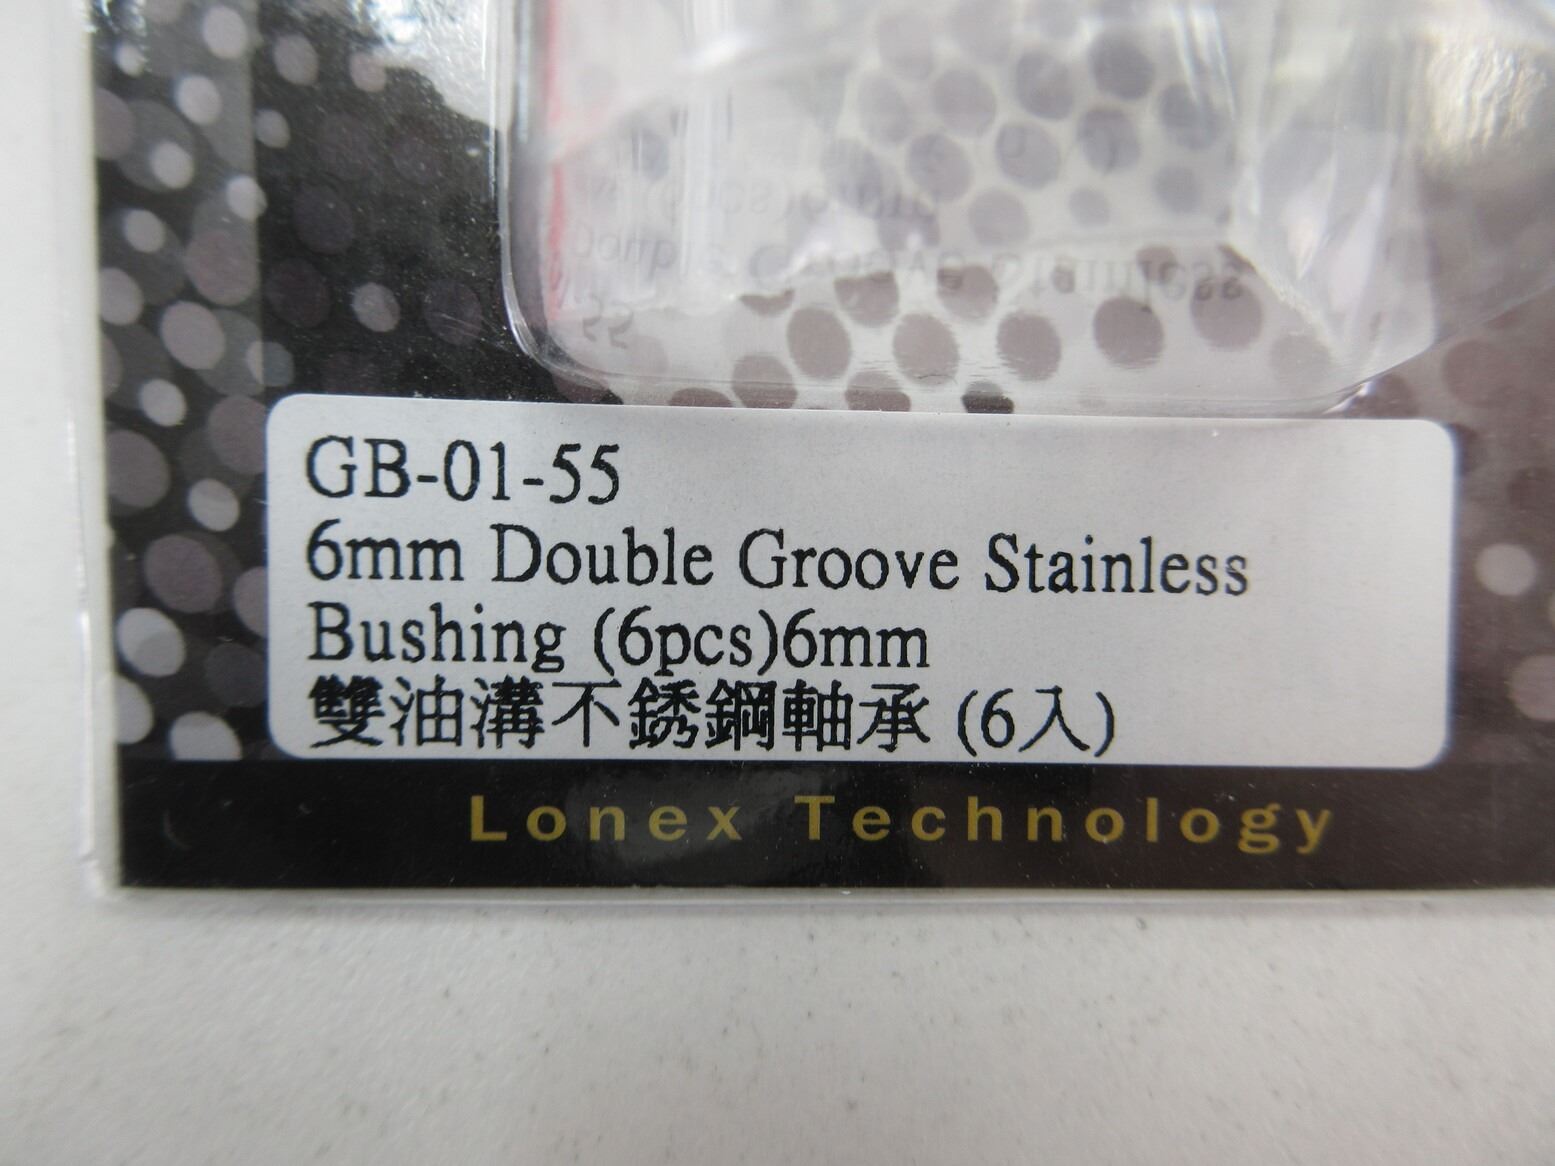 GB-01-55
6mm Double Groove Stainless
Bushing (6pcs)6mm
雙油溝不銹鋼軸承 (6入)
Lonex Technology